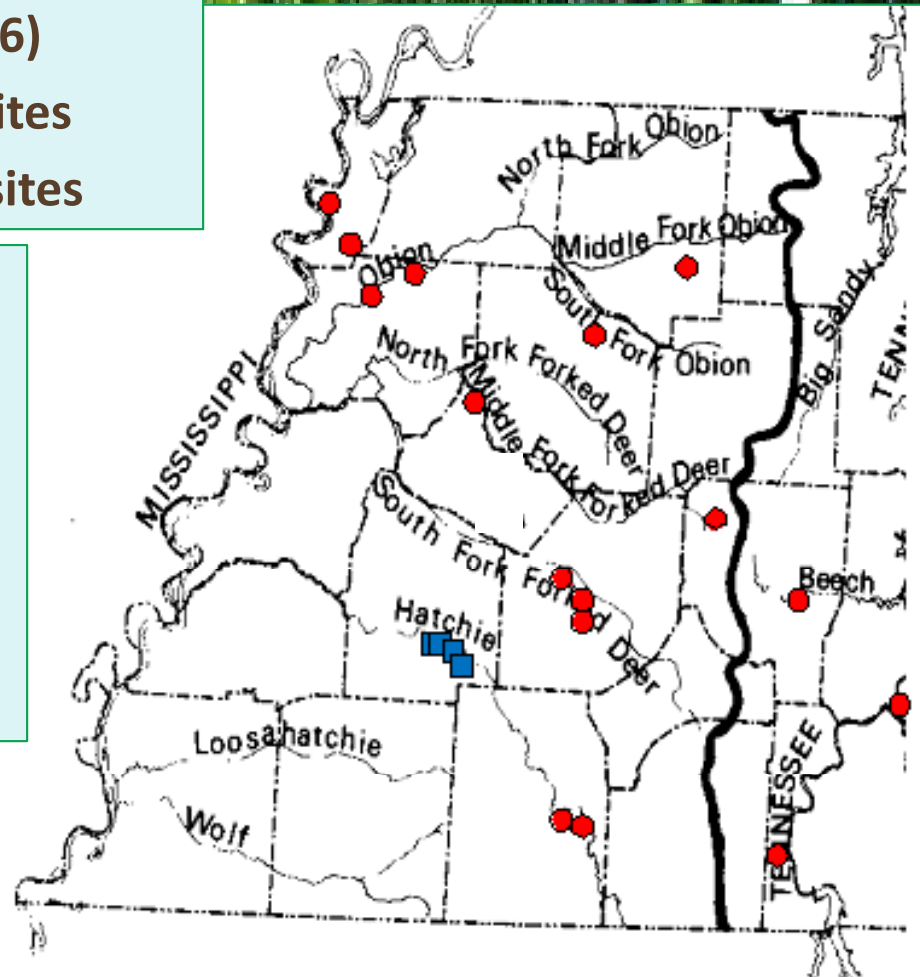 6)
ites
sites
North Fork Obion
Middle Fork Obion
Obion
South Fork Obion
North Fork Forked Deer
Middle Fork Forked Deer
Big Sandy
TENN
MISSISSIPPI
South Fork Forked Deer
Beech
Hatchie
Loosahatchie
Wolf
TENNESSEE